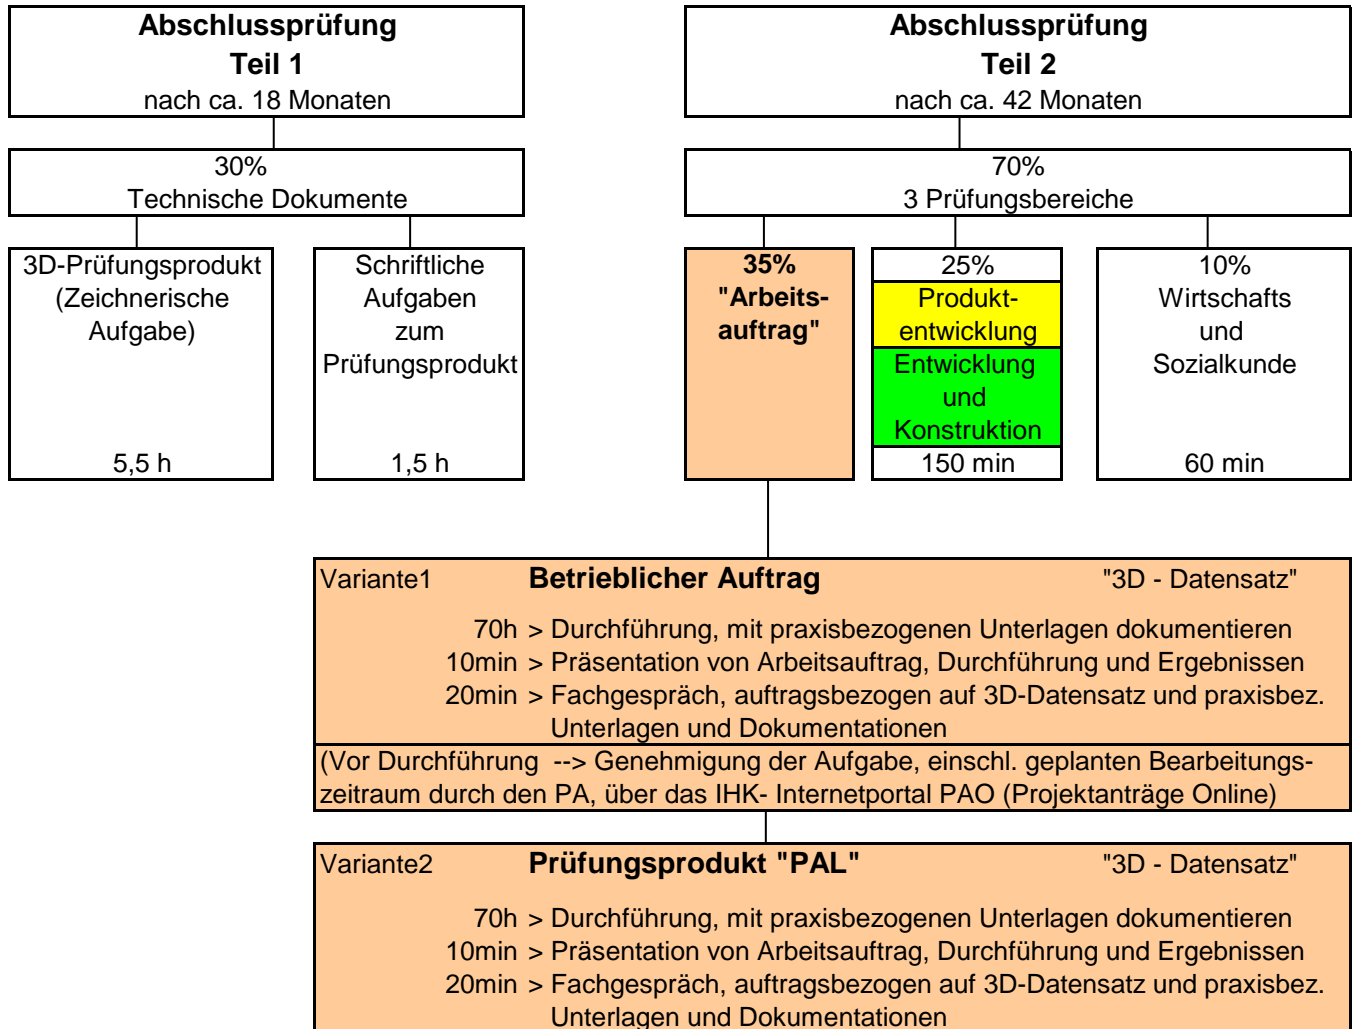 Abschlussprüfung
Teil 1
nach ca. 18 Monaten
30%
Technische Dokumente
3D-Prüfungsprodukt
(Zeichnerische
Aufgabe)
5,5 h
Schriftliche
Aufgaben
zum
Prüfungsprodukt
1,5 h
Abschlussprüfung
Teil 2
nach ca. 42 Monaten
70%
3 Prüfungsbereiche
35%
"Arbeits-
auftrag"
25%
Produkt-
entwicklung
Entwicklung
und
Konstruktion
150 min
10%
Wirtschafts
und
Sozialkunde
60 min
Variante1 Betrieblicher Auftrag "3D - Datensatz"
70h > Durchführung, mit praxisbezogenen Unterlagen dokumentieren
10min > Präsentation von Arbeitsauftrag, Durchführung und Ergebnissen
20min > Fachgespräch, auftragsbezogen auf 3D-Datensatz und praxisbez.
Unterlagen und Dokumentationen
(Vor Durchführung --> Genehmigung der Aufgabe, einschl. geplanten Bearbeitungs-
zeitraum durch den PA, über das IHK- Internetportal PAO (Projektanträge Online)
Variante2 Prüfungsprodukt "PAL" "3D - Datensatz"
70h > Durchführung, mit praxisbezogenen Unterlagen dokumentieren
10min > Präsentation von Arbeitsauftrag, Durchführung und Ergebnissen
20min > Fachgespräch, auftragsbezogen auf 3D-Datensatz und praxisbez.
Unterlagen und Dokumentationen